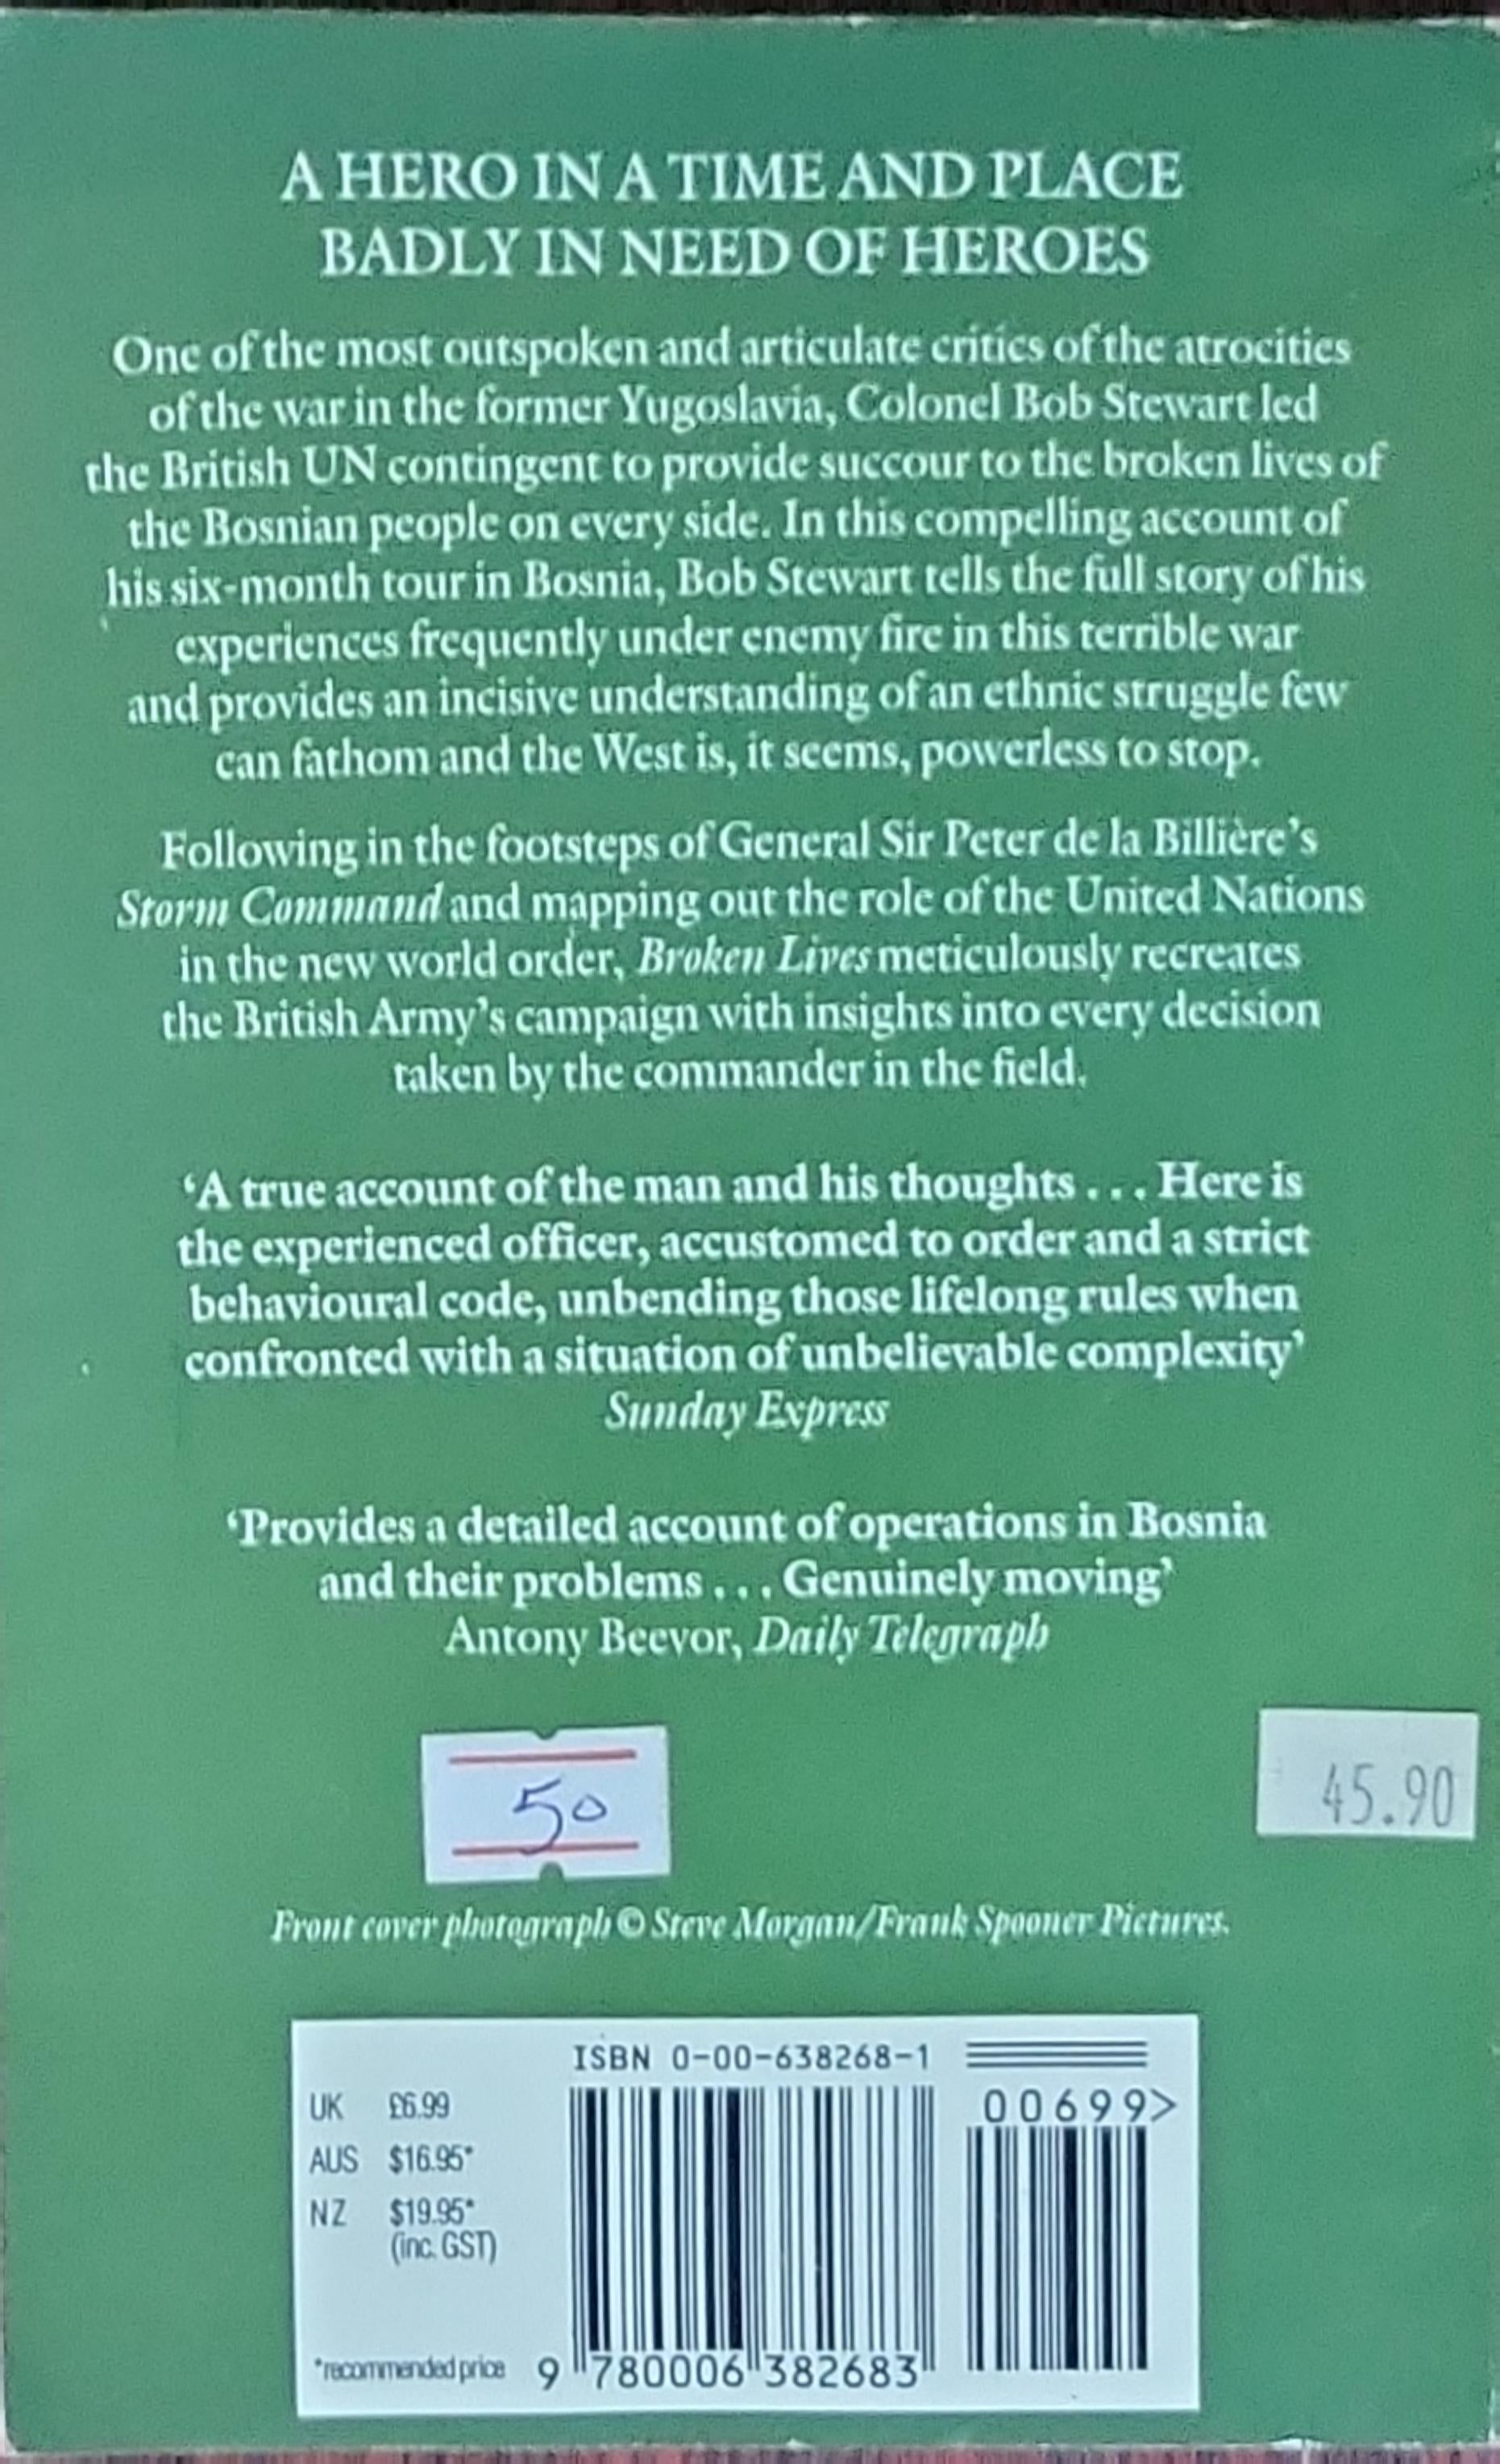 A HERO IN A TIME AND PLACE
BADLY IN NEED OF HEROES
One of the most outspoken and articulate critics of the atrocities
of the war in the former Yugoslavia, Colonel Bob Stewart led
the British UN contingent to provide succour to the broken lives of
the Bosnian people on every side. In this compelling account of
his six-month tour in Bosnia, Bob Stewart tells the full story of his
experiences frequently under enemy fire in this terrible war
and provides an incisive understanding of an ethnic struggle few
can fathom and the West is, it seems, powerless to stop.
Following in the footsteps of General Sir Peter de la Billière's
Storm Command and mapping out the role of the United Nations
in the new world order, Broken Lives meticulously recreates
the British Army's campaign with insights into every decision
taken by the commander in the field.
‘A true account of the man and his thoughts . . . Here is
the experienced officer, accustomed to order and a strict
behavioural code, unbending those lifelong rules when
confronted with a situation of unbelievable complexity’
Sunday Express
‘Provides a detailed account of operations in Bosnia
and their problems . . . Genuinely moving’
Antony Beevor, Daily Telegraph
50
45.90
Front cover photograph © Steve Morgan/Frank Spooner Pictures.
ISBN 0-00-638268-1
00699>
UK £6.99
AUS $16.95*
NZ $19.95*
(inc. GST)
*recommended price
9 780006 382683